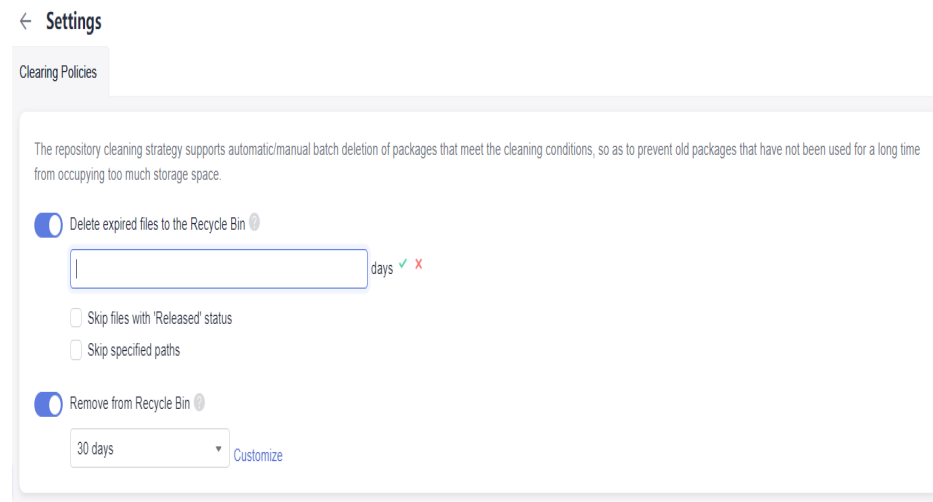 Settings
Clearing Policies
The repository cleaning strategy supports automatic/manual batch deletion of packages that meet the cleaning conditions, so as to prevent old packages that have not been used for a long time
from occupying too much storage space.
Delete expired files to the Recycle Bin ?
days
Skip files with 'Released' status
Skip specified paths
Remove from Recycle Bin ?
30 days
Customize